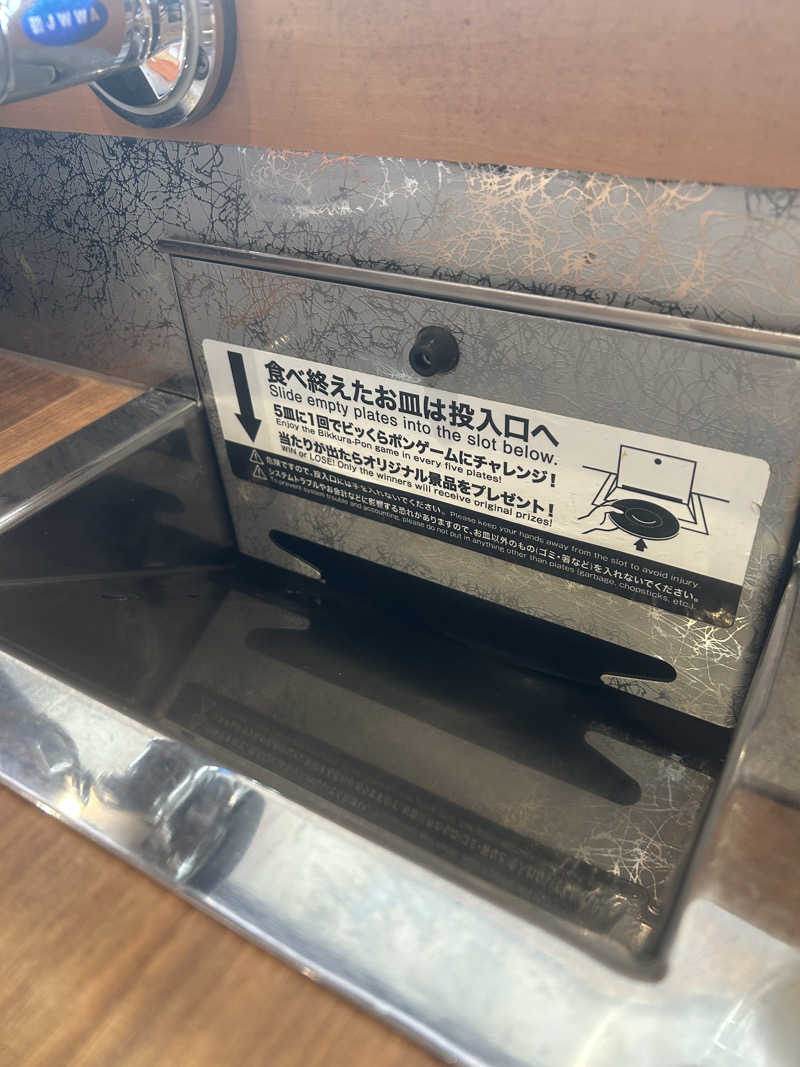 JWWA
食べ終えたお皿は投入口へ
Slide empty plates into the slot below.
5皿に1回でビッくらポンゲームにチャレンジ！
Enjoy the Bikkura-Pon game in every five plates!
当たりが出たらオリジナル景品をプレゼント！
WIN or LOSE! Only the winners will receive original prizes!
危険ですので、投入口には手を入れないでください。Please keep your hands away from the slot to avoid injury.
システムトラブルやお会計などに影響する恐れがありますので、お皿以外のもの(ゴミ・箸など)を入れないでください。
To prevent system trouble and accounting, please do not put in anything other than plates (garbage, chopsticks, etc.).